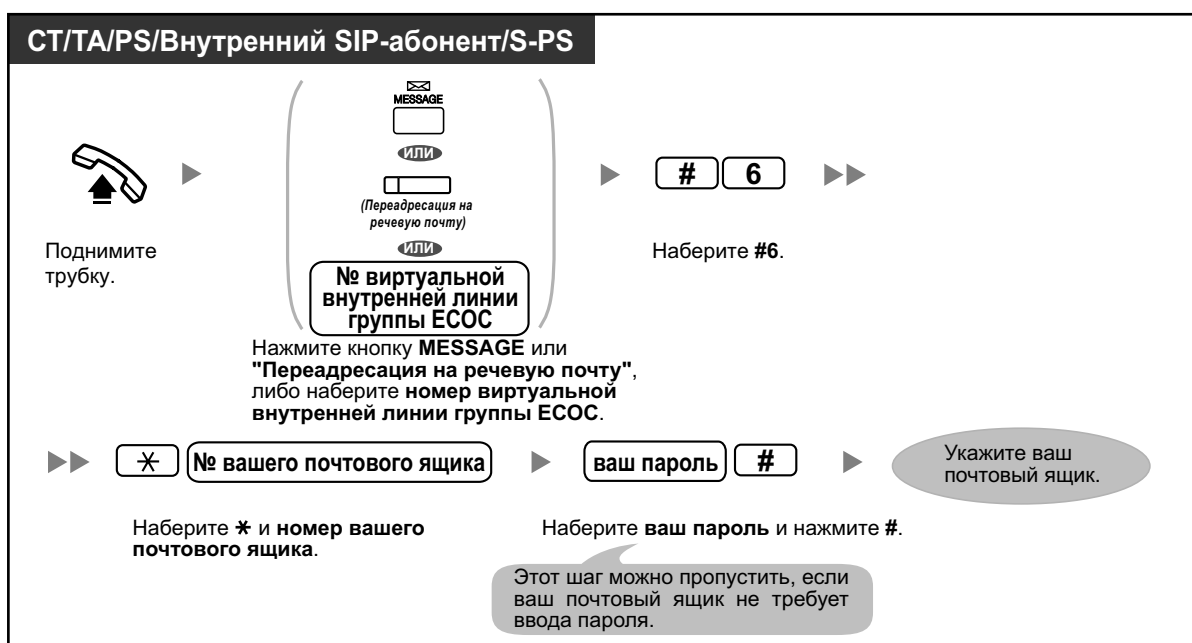 СТ/ТА/PS/Внутренний SIP-абонент/S-PS
MESSAGE
ИЛИ
(Переадресация на
речевую почту)
ИЛИ
№ виртуальной
внутренней линии
группы ЕСОС
# 6
Поднимите
трубку.
Наберите #6.
Нажмите кнопку MESSAGE или
"Переадресация на речевую почту",
либо наберите номер виртуальной
внутренней линии группы ЕСОС.
* № вашего почтового ящика
ваш пароль #
Укажите ваш
почтовый ящик.
Наберите * и номер вашего
почтового ящика.
Наберите ваш пароль и нажмите #.
Этот шаг можно пропустить, если
ваш почтовый ящик не требует
ввода пароля.